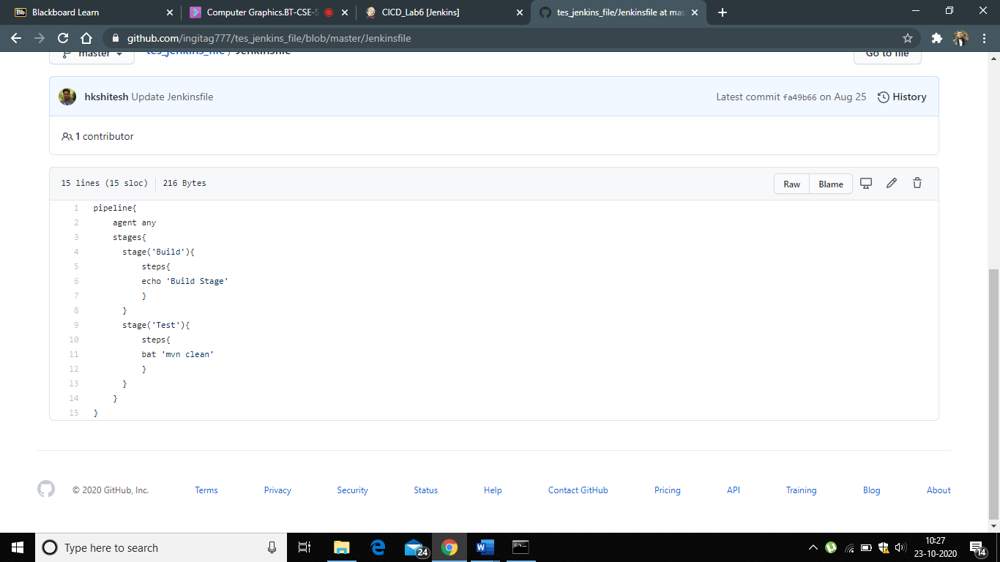 Blackboard Learn
Computer Graphics.BT-CSE-S
CICD_Lab6 [Jenkins]
tes_jenkins_file/Jenkinsfile at mas
github.com/ingitag777/tes_jenkins_file/blob/master/Jenkinsfile
master
tes_jenkins_file / Jenkinsfile
Go to file
hkshitesh Update Jenkinsfile
Latest commit fa49b66 on Aug 25
History
1 contributor
15 lines (15 sloc)
216 Bytes
Raw
Blame
1 pipeline{
2 agent any
3 stages{
4 stage('Build'){
5 steps{
6 echo 'Build Stage'
7 }
8 }
9 stage('Test'){
10 steps{
11 bat 'mvn clean'
12 }
13 }
14 }
15 }
© 2020 GitHub, Inc.
Terms
Privacy
Security
Status
Help
Contact GitHub
Pricing
API
Training
Blog
About
Type here to search
24
10:27
23-10-2020
14